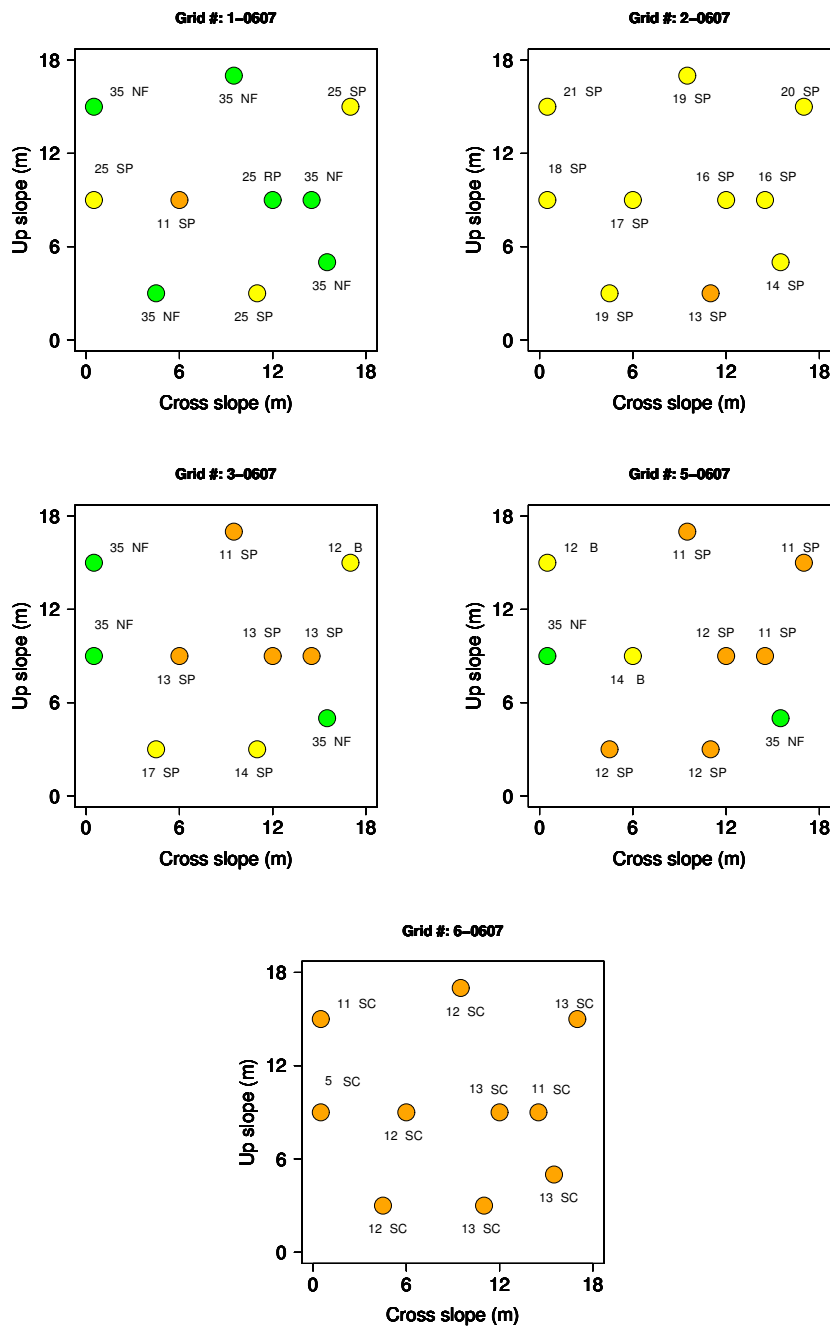 Grid #: 1-0607
18
12
6
0
Up slope (m)
35 NF
35 NF
25 SP
25 SP
11 SP
25 RP
35 NF
35 NF
35 NF
25 SP
0 6 12 18
Cross slope (m)
Grid #: 2-0607
18
12
6
0
Up slope (m)
21 SP
19 SP
20 SP
18 SP
17 SP
16 SP
16 SP
14 SP
19 SP
13 SP
0 6 12 18
Cross slope (m)
Grid #: 3-0607
18
12
6
0
Up slope (m)
35 NF
11 SP
12 B
35 NF
13 SP
13 SP
13 SP
35 NF
17 SP
14 SP
0 6 12 18
Cross slope (m)
Grid #: 5-0607
18
12
6
0
Up slope (m)
12 B
11 SP
11 SP
35 NF
14 B
12 SP
11 SP
35 NF
12 SP
12 SP
0 6 12 18
Cross slope (m)
Grid #: 6-0607
18
12
6
0
Up slope (m)
11 SC
12 SC
13 SC
5 SC
12 SC
13 SC
11 SC
13 SC
12 SC
13 SC
0 6 12 18
Cross slope (m)